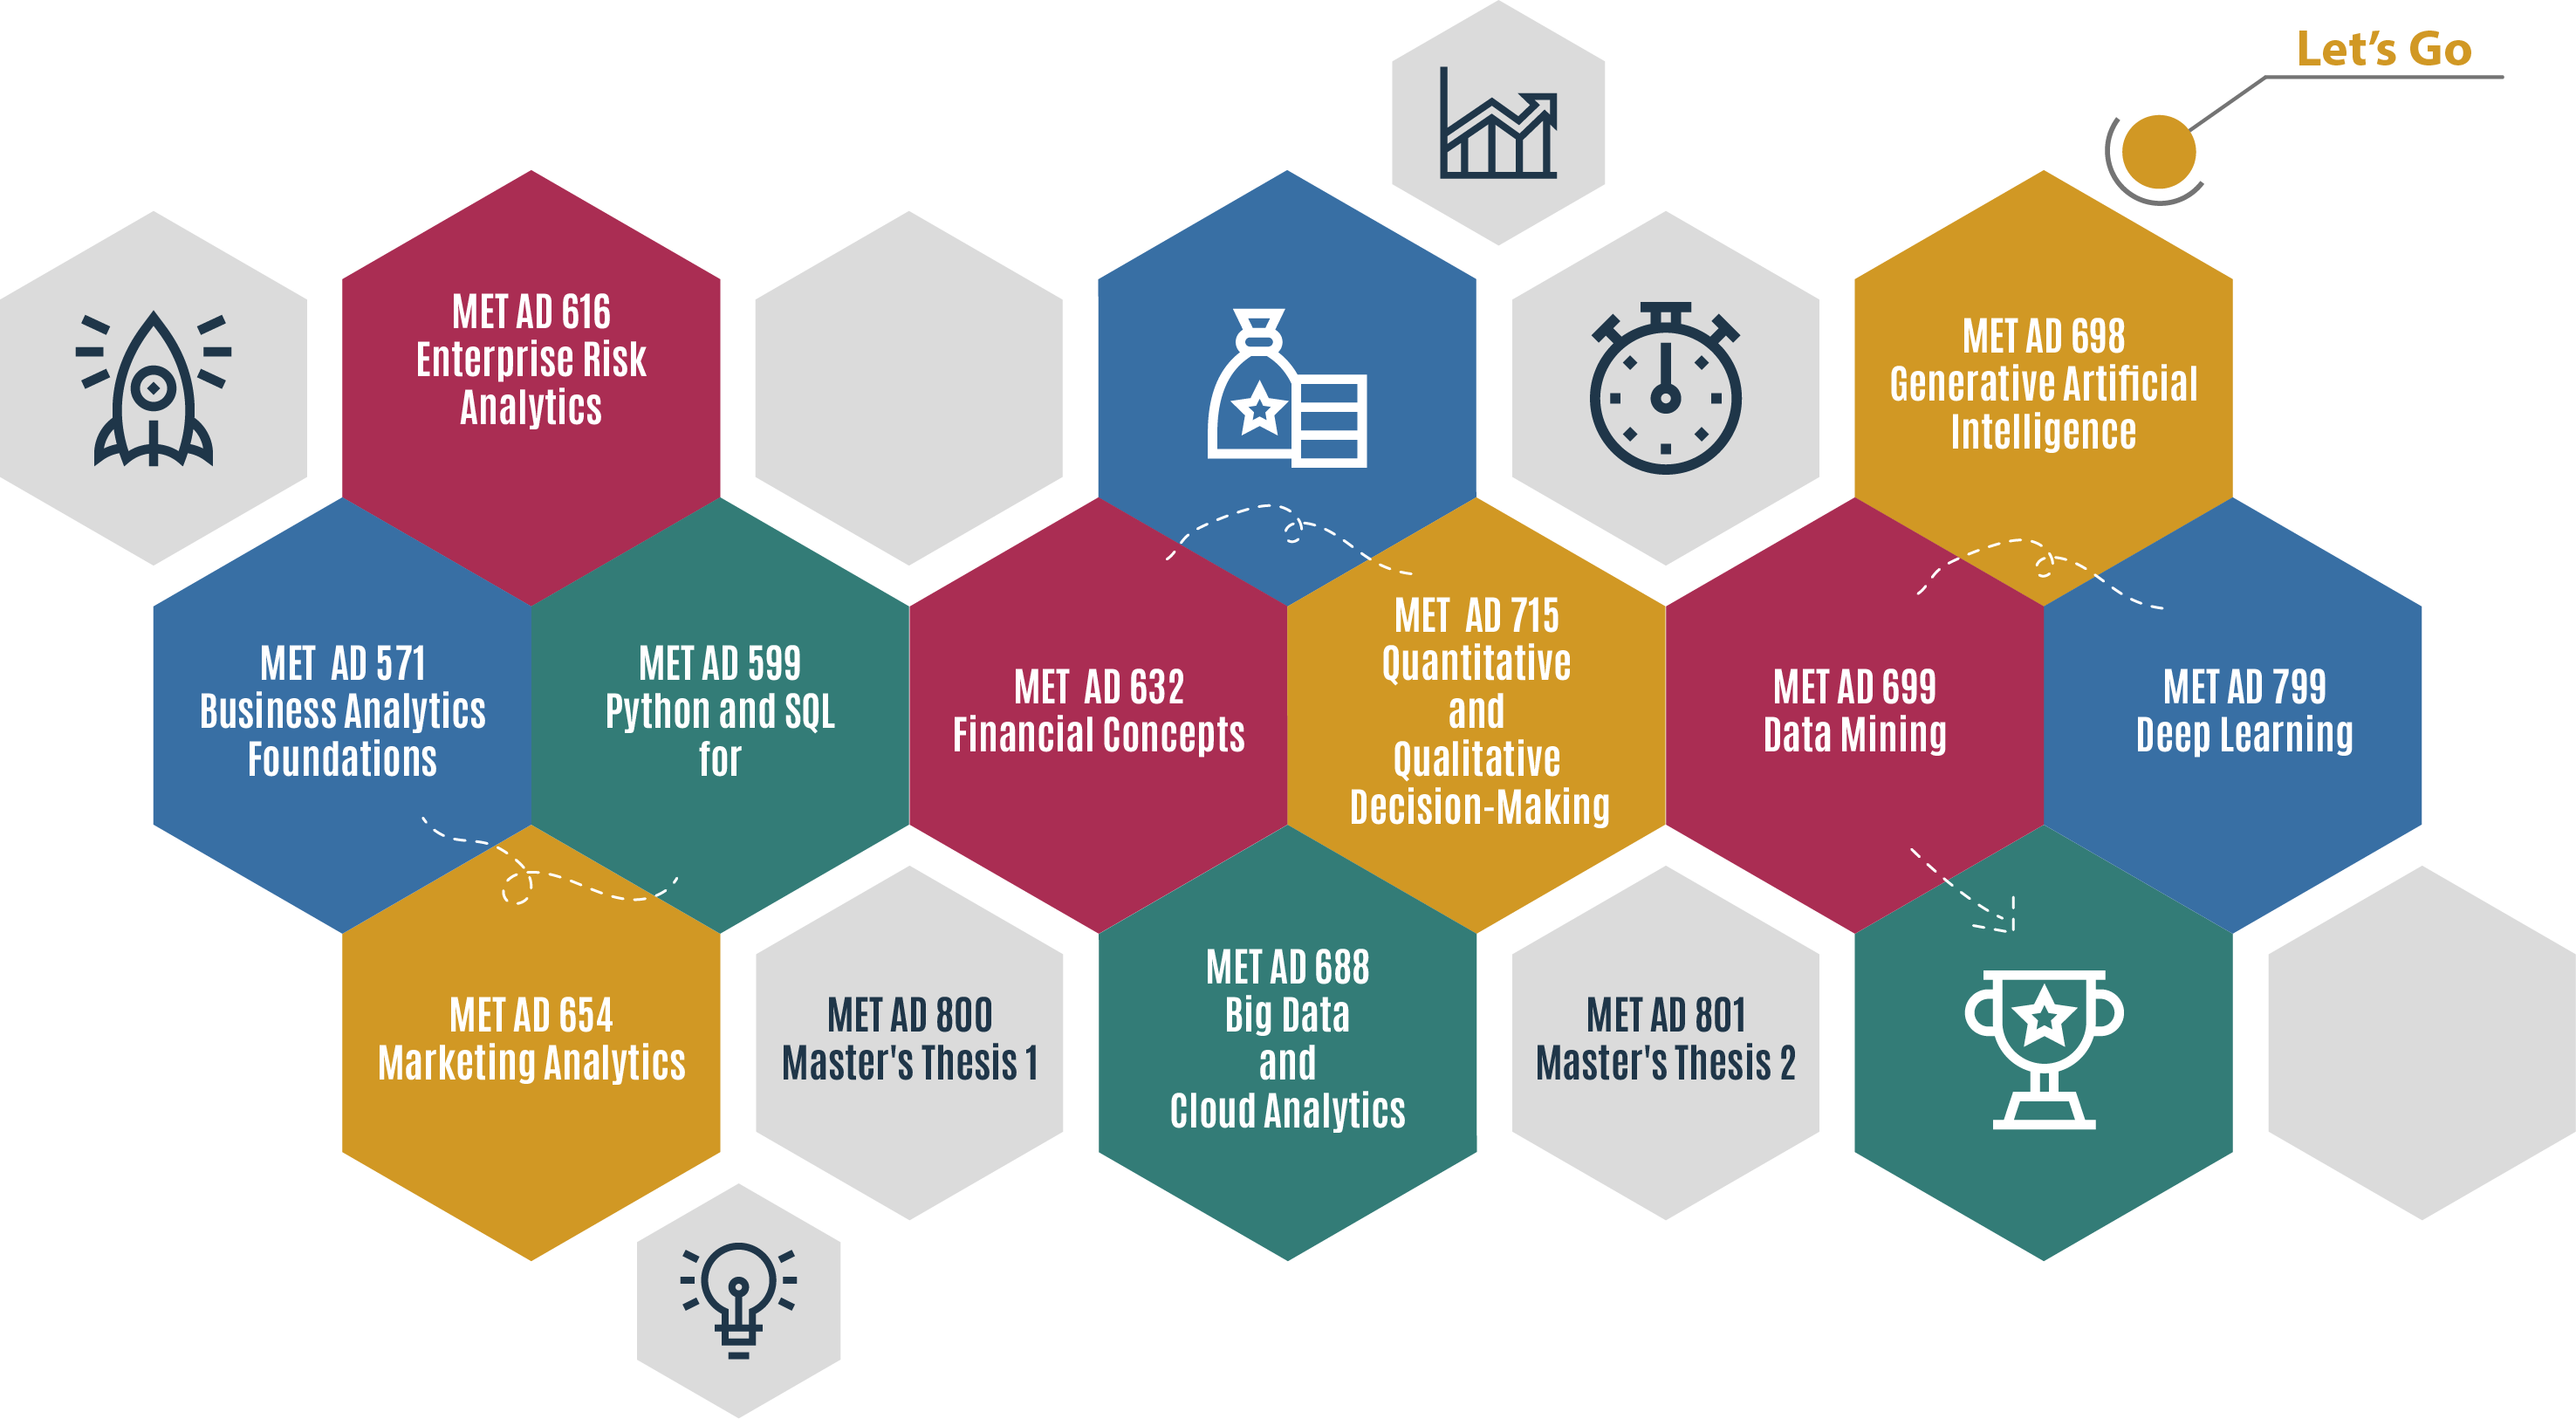 Let's Go
MET AD 616
Enterprise Risk
Analytics
MET AD 698
Generative Artificial
Intelligence
MET AD 571
Business Analytics
Foundations
MET AD 599
Python and SQL
for
MET AD 632
Financial Concepts
MET AD 715
Quantitative
and
Qualitative
Decision-Making
MET AD 699
Data Mining
MET AD 799
Deep Learning
MET AD 654
Marketing Analytics
MET AD 800
Master's Thesis 1
MET AD 688
Big Data
and
Cloud Analytics
MET AD 801
Master's Thesis 2